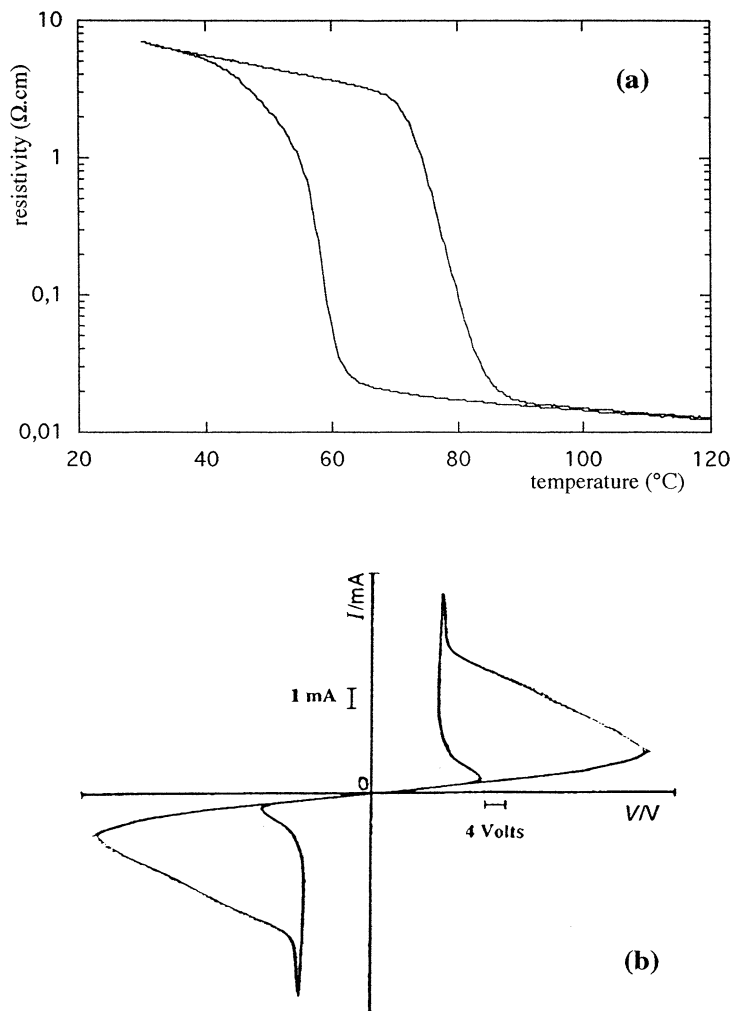 10
(a)
resistivity (Ω.cm)
1
0,1
0,01
20 40 60 80 100 120
temperature (°C)
I/mA
1 mA
O
V/V
4 Volts
(b)